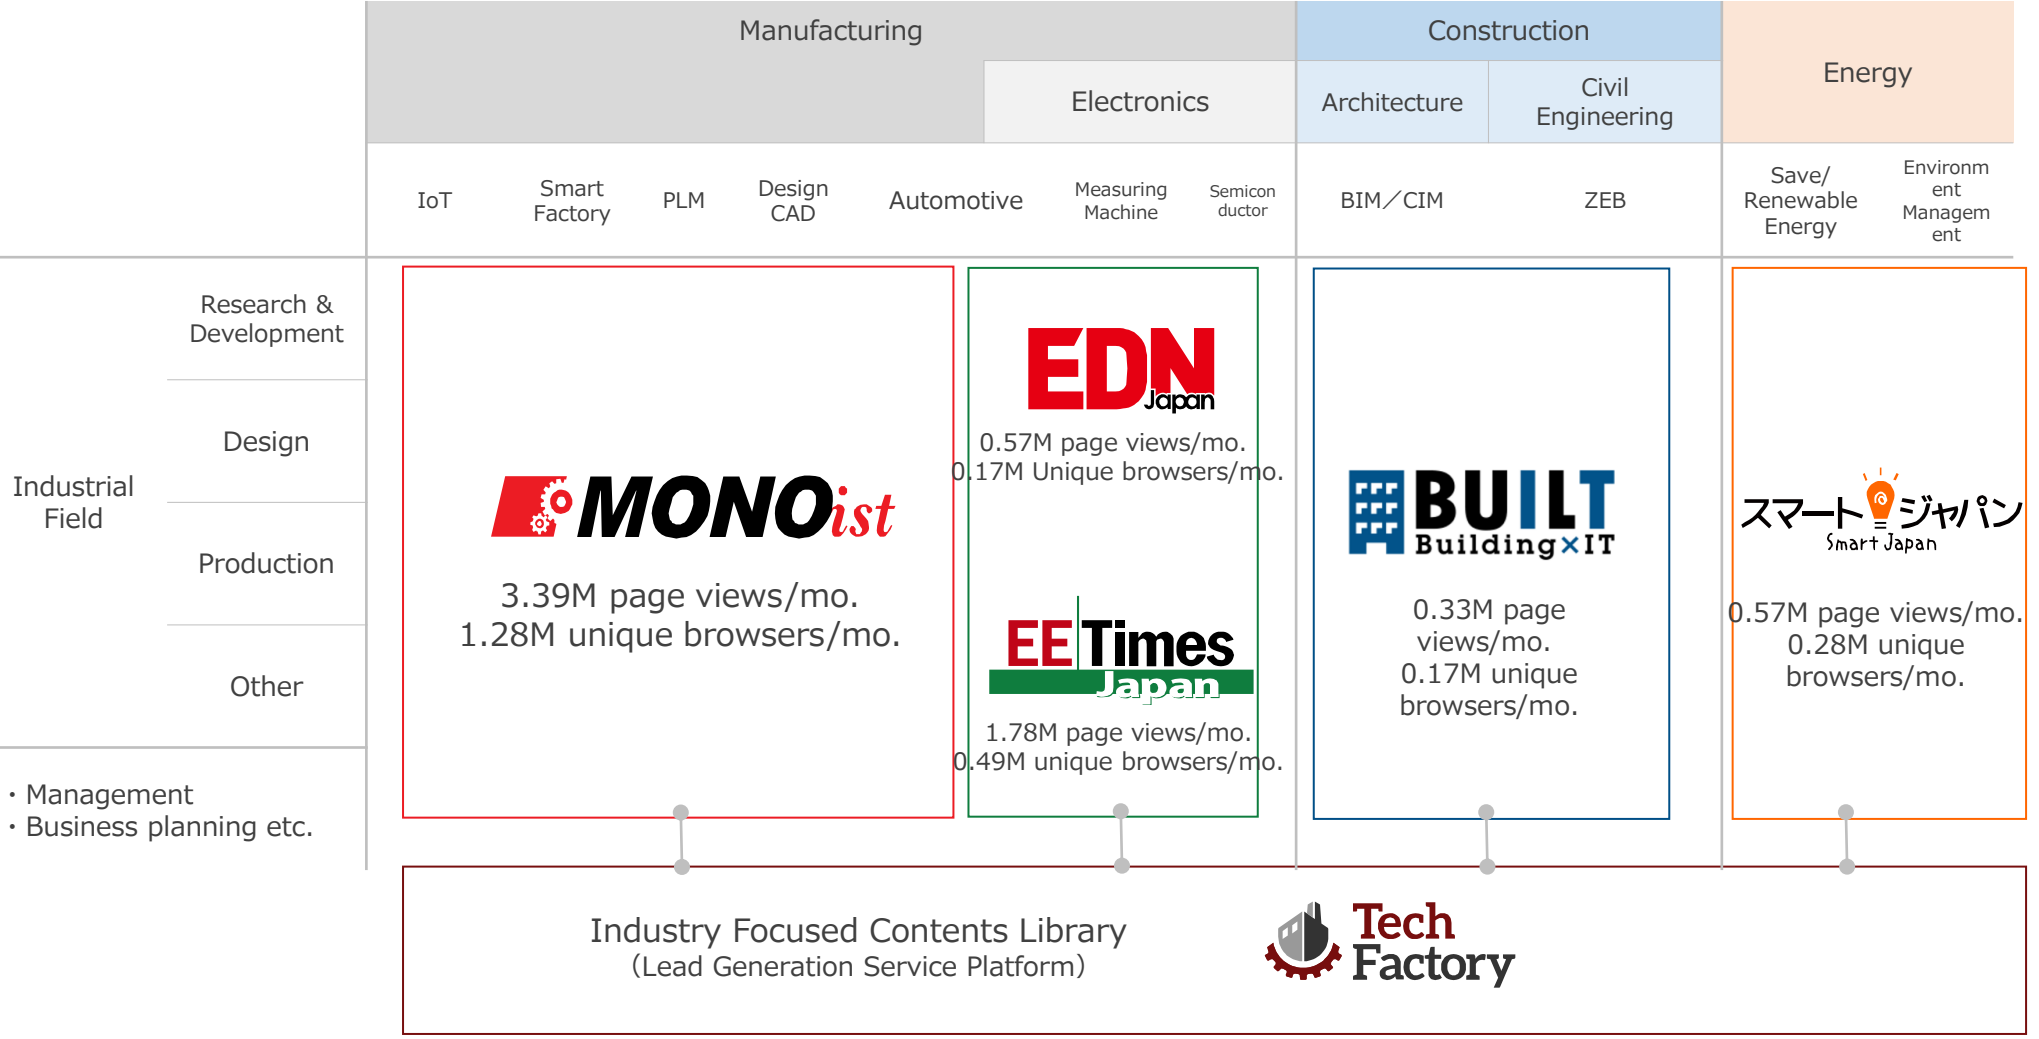 Manufacturing
Construction
Energy
Electronics
Architecture
Civil
Engineering
IoT
Smart
Factory
PLM
Design
CAD
Automotive
Measuring
Machine
Semicon
ductor
BIM／CIM
ZEB
Save/
Renewable
Energy
Environm
ent
Managem
ent
Industrial
Field
Research &
Development
Design
Production
Other
・Management
・Business planning etc.
MONOist
3.39M page views/mo.
1.28M unique browsers/mo.
EDN
Japan
0.57M page views/mo.
0.17M Unique browsers/mo.
EE Times
Japan
1.78M page views/mo.
0.49M unique browsers/mo.
BUILT
Building×IT
0.33M page
views/mo.
0.17M unique
browsers/mo.
スマートジャパン
Smart Japan
0.57M page views/mo.
0.28M unique
browsers/mo.
Industry Focused Contents Library
（Lead Generation Service Platform）
Tech
Factory